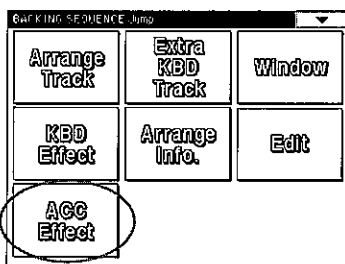 BACKING SEQUENCE Jump
Arrange
Track
Extra
KBD
Track
Window
KBD
Effect
Arrange
Info.
Edit
ACC
Effect